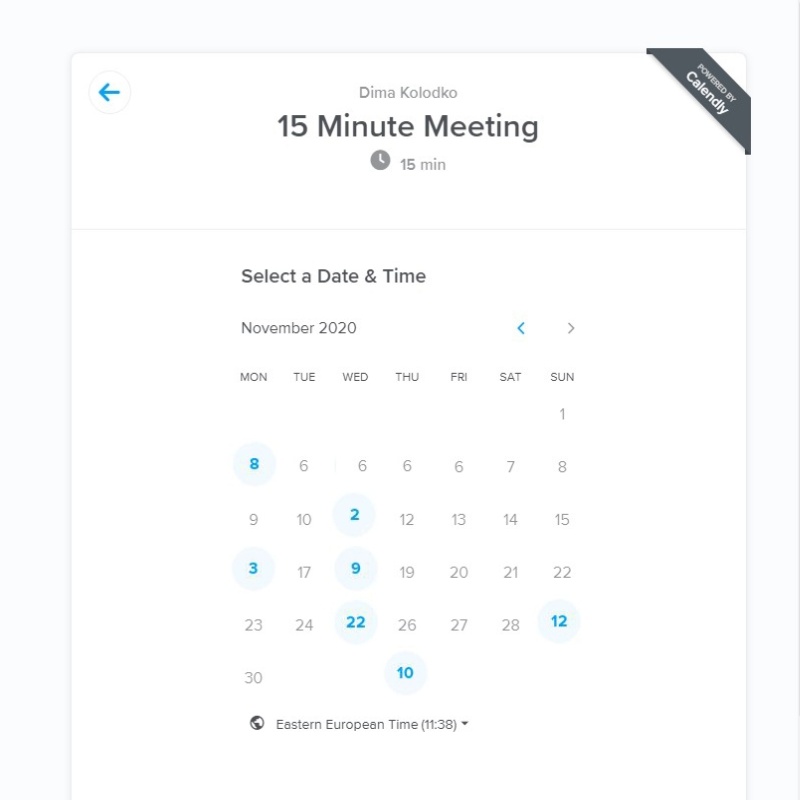 POWERED BY
Calendly
Dima Kolodko
15 Minute Meeting
15 min
Select a Date & Time
November 2020
MON TUE WED THU FRI SAT SUN
1
8 6 6 6 6 7 8
9 10 2 12 13 14 15
3 17 9 19 20 21 22
23 24 22 26 27 28 12
30 10
Eastern European Time (11:38)